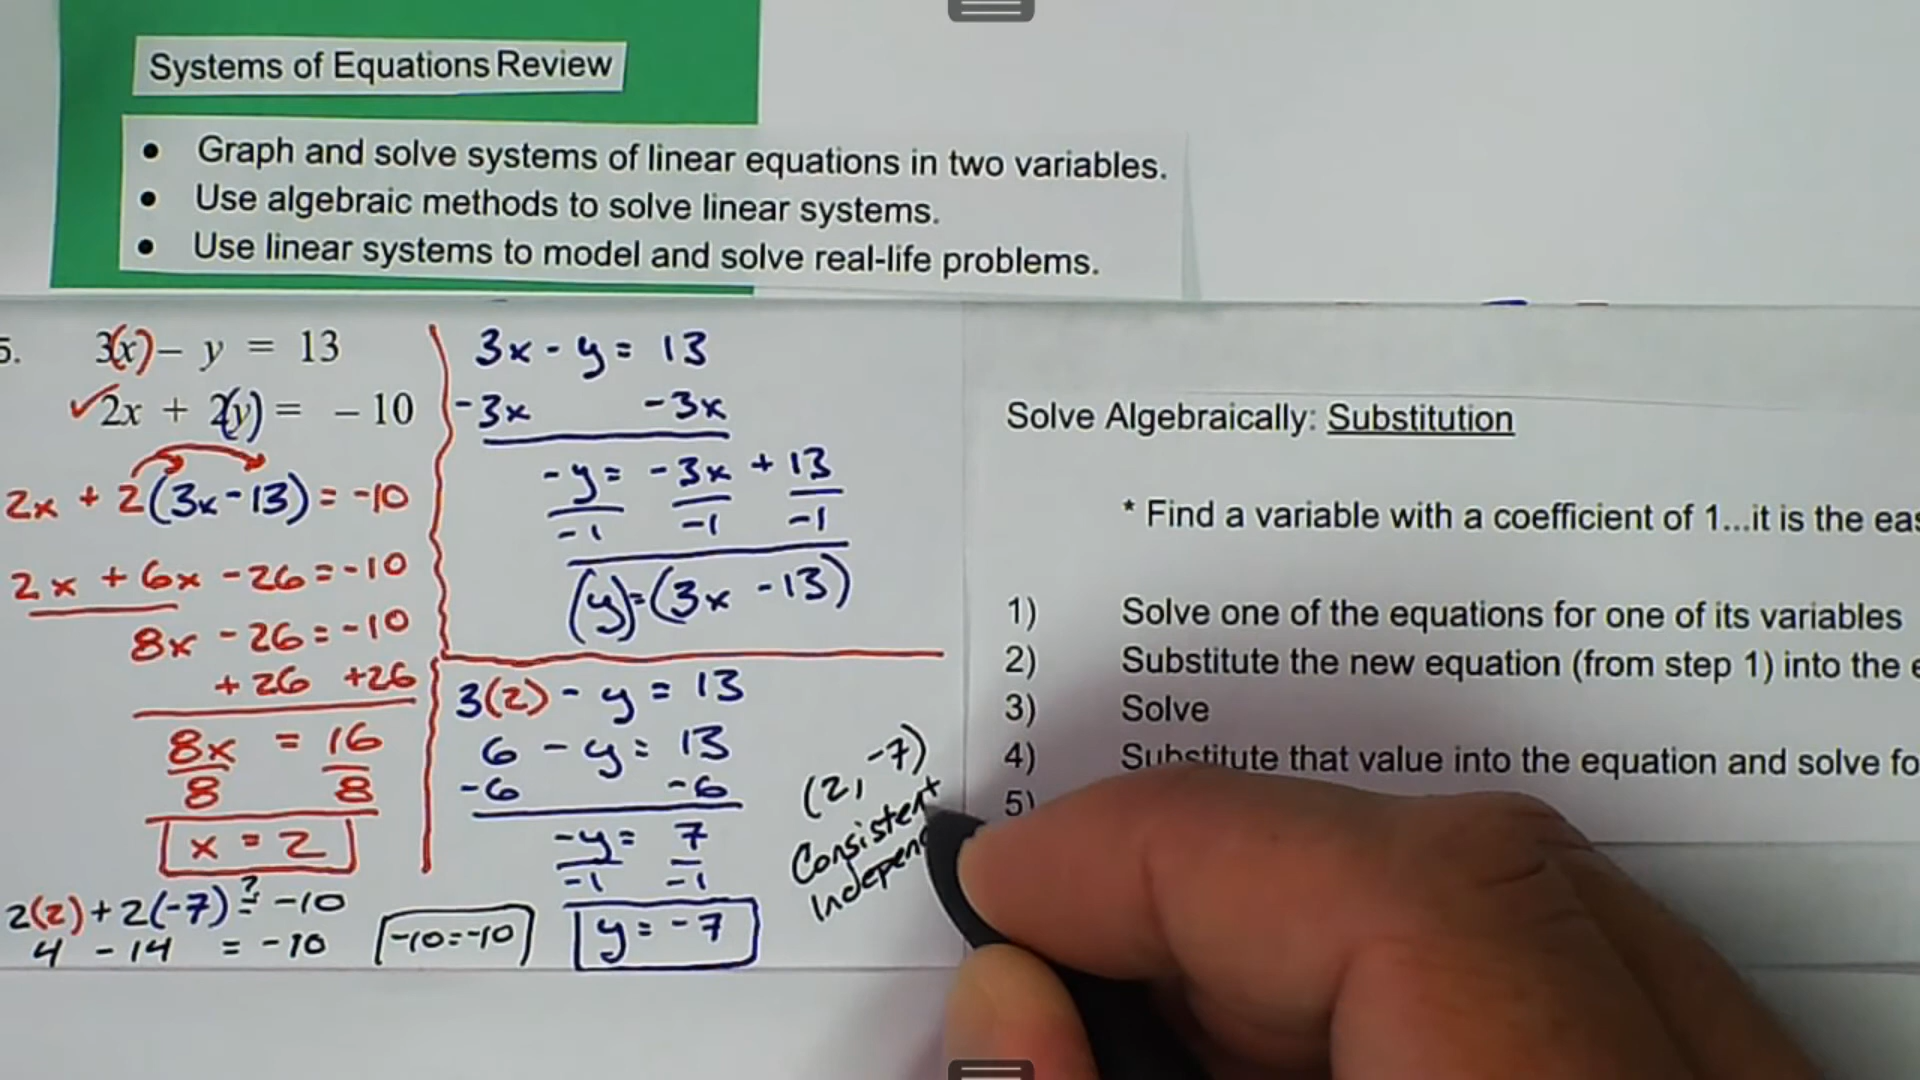 Systems of Equations Review
• Graph and solve systems of linear equations in two variables.
• Use algebraic methods to solve linear systems.
• Use linear systems to model and solve real-life problems.
5. 3(x) – y = 13
✓2x + 2(y) = – 10
2x + 2(3x-13) = -10
2x + 6x - 26 = -10
8x - 26 = -10
+26 +26
8x = 16
8 8
x = 2
2(2)+2(-7) ?= -10
4 - 14 = -10
-10=-10
3x - y = 13
-3x -3x
-y = -3x + 13
-1 -1 -1
(y)=(3x -13)
3(2) - y = 13
6 - y = 13
-6 -6
-y = 7
-1 -1
y = -7
(2, -7)
Consistent
Solve Algebraically: Substitution
* Find a variable with a coefficient of 1...it is the
1) Solve one of the equations for one of its variables
2) Substitute the new equation (from step 1) into the
3) Solve
4) Substitute that value into the equation and solve
5)